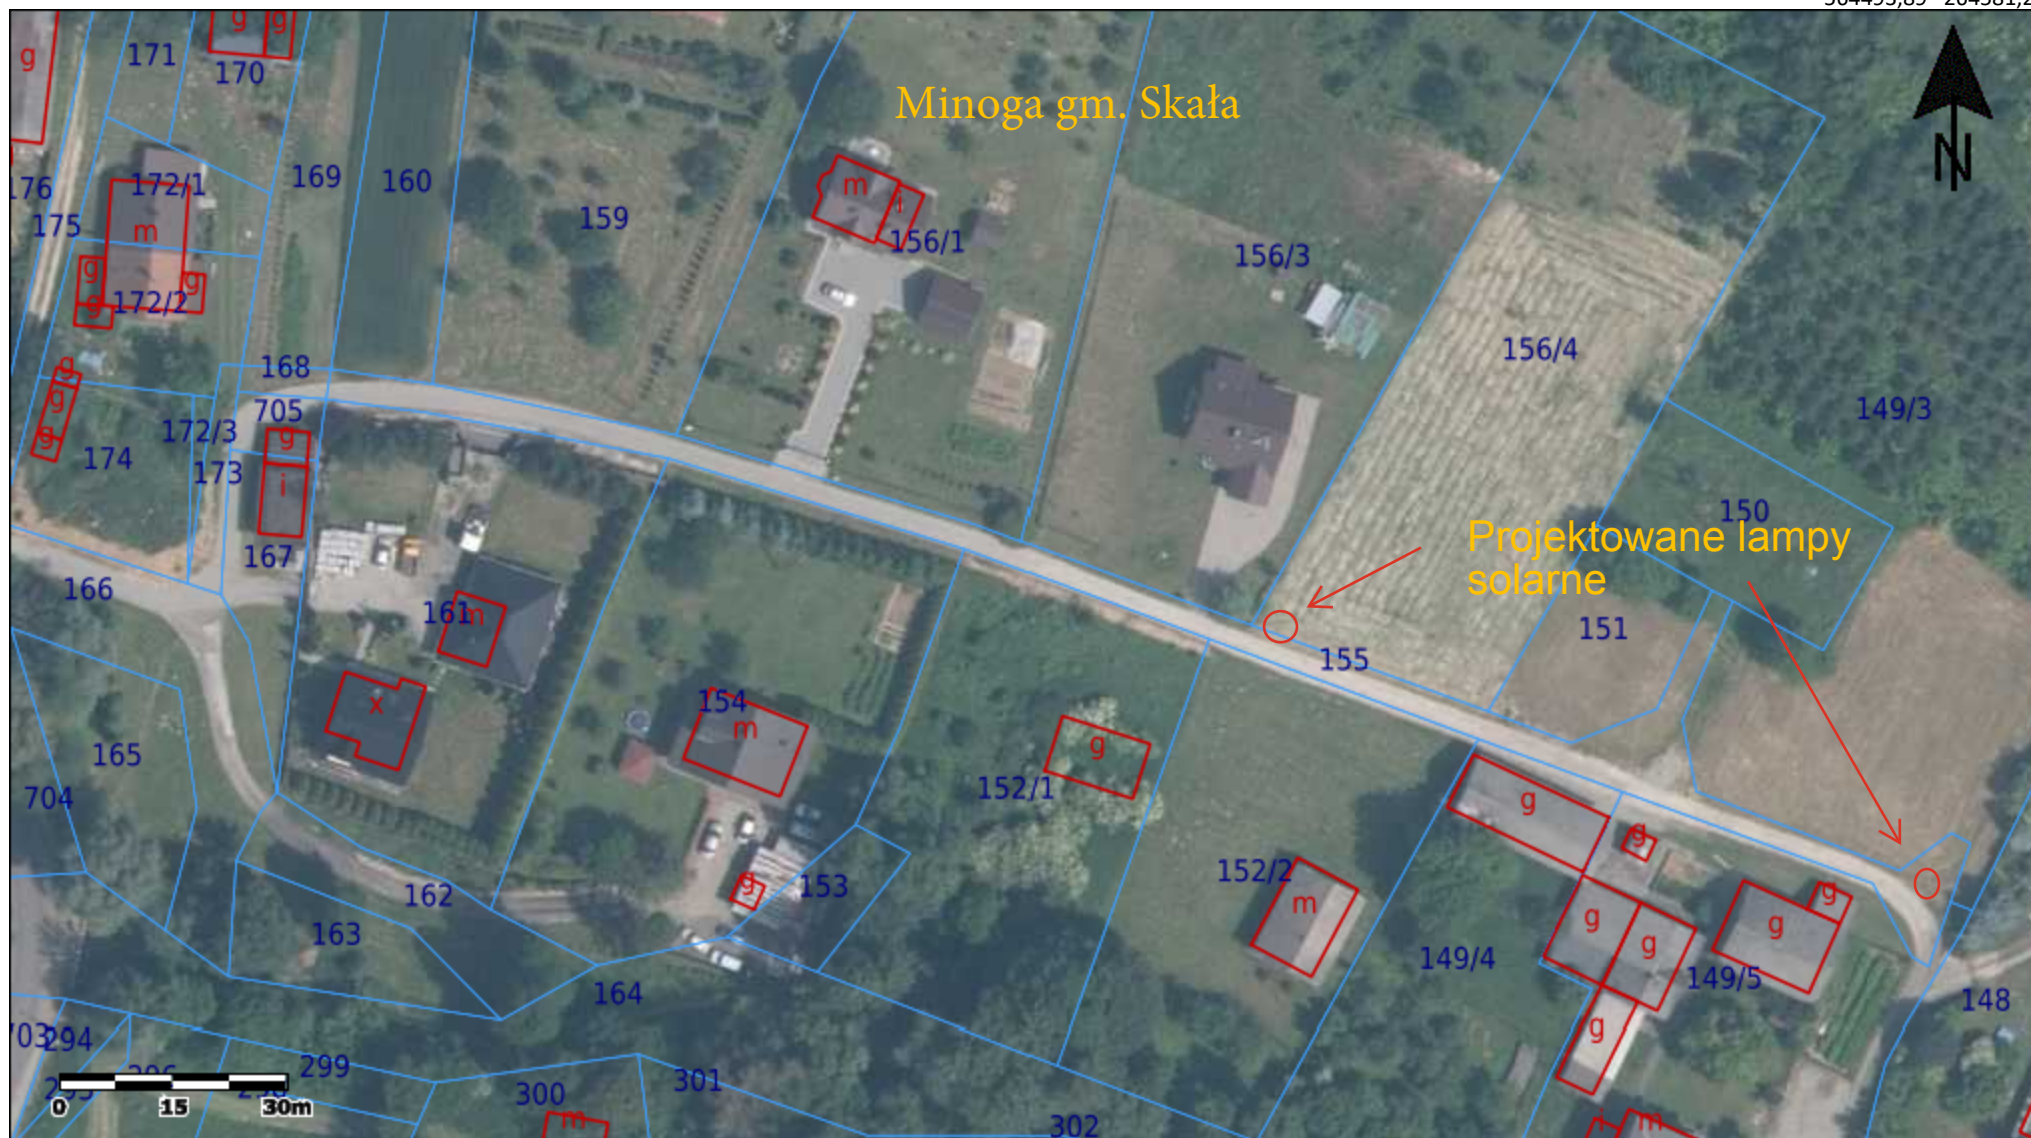 g
g
g
171
170
Minoga gm. Skała
N
176
172/1
169
160
m
i
175
m
159
156/1
156/3
g
g
g
172/2
156/4
g
168
g
705
149/3
g
172/3
g
174
173
i
150
Projektowane lampy
solarne
167
166
161
m
151
155
x
154
m
165
g
152/1
704
g
g
g
153
152/2
162
m
g
g
g
g
163
149/4
149/5
164
148
g
294
299
300
301
302
0 15 30m
m
i
m